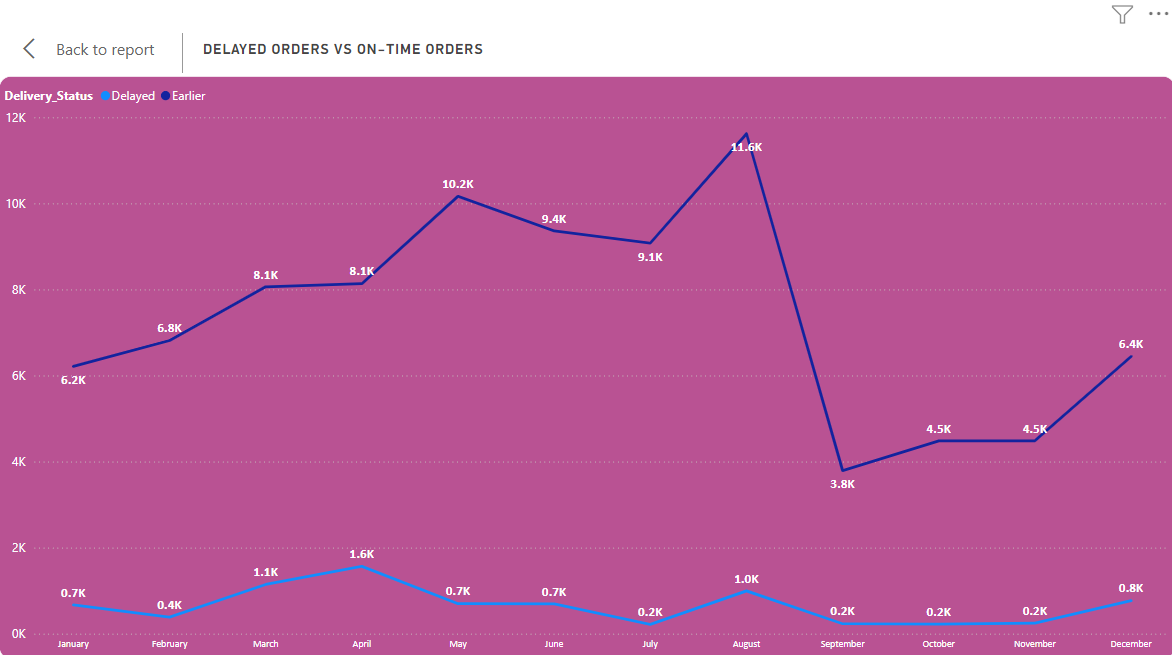 Back to report
DELAYED ORDERS VS ON-TIME ORDERS
Delivery_Status Delayed Earlier
12K
10K
8K
6K
4K
2K
0K
6.2K
6.8K
8.1K
8.1K
10.2K
9.4K
9.1K
11.6K
3.8K
4.5K
4.5K
6.4K
0.7K
0.4K
1.1K
1.6K
0.7K
0.7K
0.2K
1.0K
0.2K
0.2K
0.2K
0.8K
January February March April May June July August September October November December